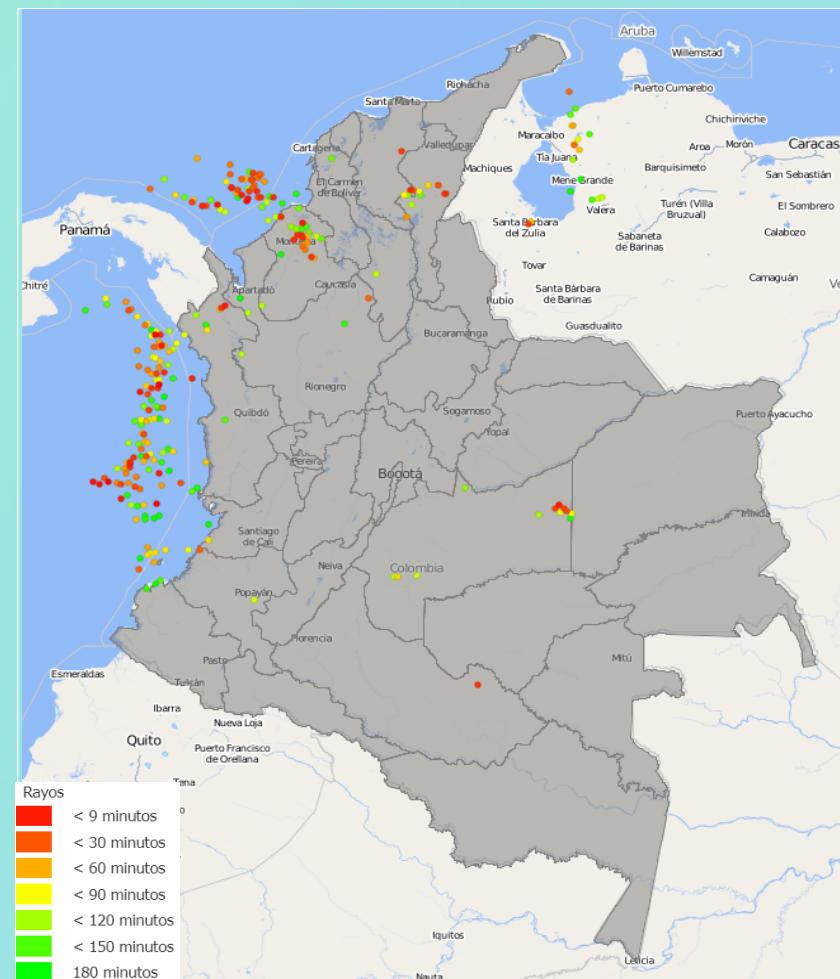 Aruba
Willemstad
Riohacha
Puerto Cumarebo
Santa Marta
Chichiriviche
Maracaibo
Cartagena
Valledupar
Aroa
Morón
Caracas
Tía Juana
Machiques
Barquisimeto
San Sebastián
El Carmen
de Bolívar
Mene Grande
Turén (Villa
Bruzual)
El Sombrero
Valera
Panamá
Santa Bárbara
del Zulia
Sabaneta
de Barinas
Calabozo
Montería
Tovar
Camaguán
Chitré
Apartadó
Caucasia
Santa Bárbara
de Barinas
Rubio
Guasdualito
Bucaramanga
Rionegro
Quibdó
Sogamoso
Puerto Ayacucho
Yopal
Pereira
Bogotá
Inírida
Santiago
de Cali
Neiva
Colombia
Popayán
Florencia
Pasto
Mitú
Esmeraldas
Tulcán
Ibarra
Nueva Loja
Quito
Puerto Francisco
de Orellana
Tena
Rayos
< 9 minutos
< 30 minutos
< 60 minutos
< 90 minutos
< 120 minutos
< 150 minutos
180 minutos
Iquitos
Leticia
Nauta